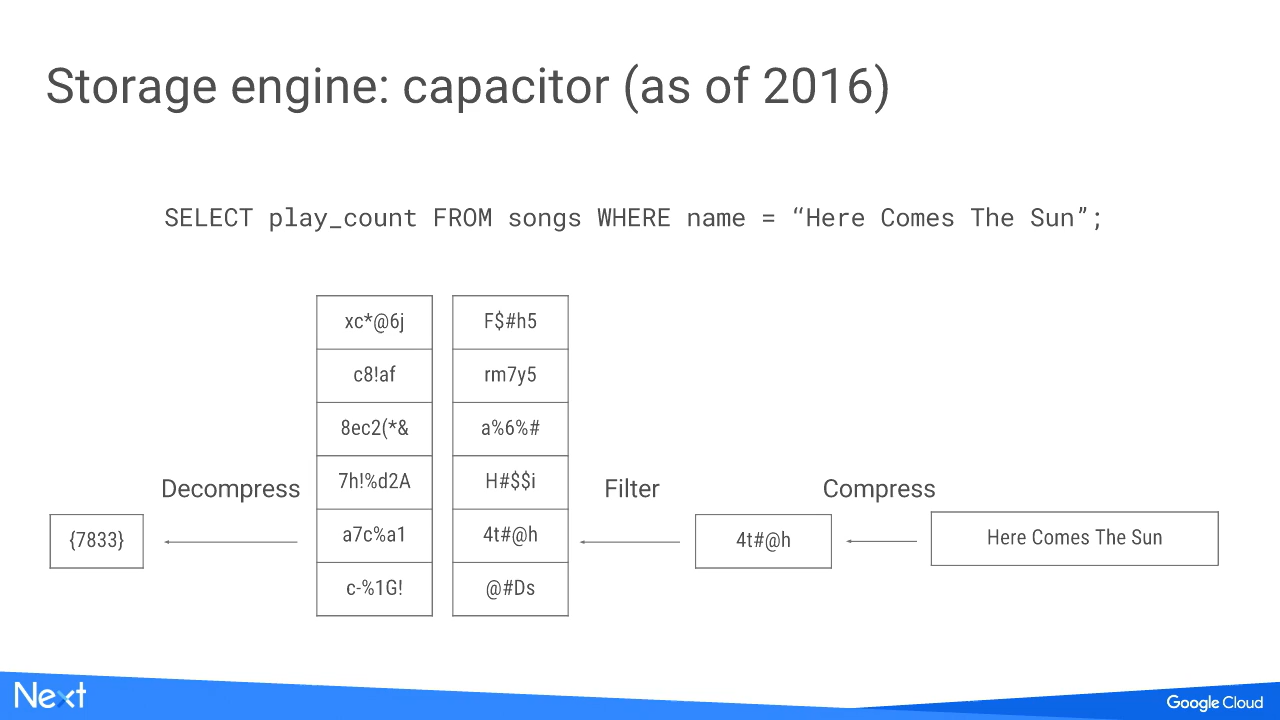 Storage engine: capacitor (as of 2016)
SELECT play_count FROM songs WHERE name = “Here Comes The Sun”;
xc*@6j F$#h5
c8!af rm7y5
8ec2(*& a%6%#
Decompress 7h!%d2A H#$$i Filter Compress
{7833} a7c%a1 4t#@h 4t#@h Here Comes The Sun
c-%1G! @#Ds
Next Google Cloud